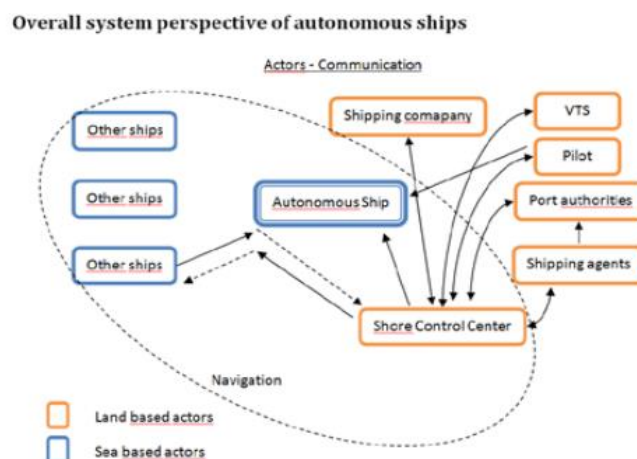 Overall system perspective of autonomous ships
Actors - Communication
Shipping comapany
VTS
Other ships
Pilot
Other ships
Autonomous Ship
Port authorities
Other ships
Shipping agents
Shore Control Center
Navigation
Land based actors
Sea based actors